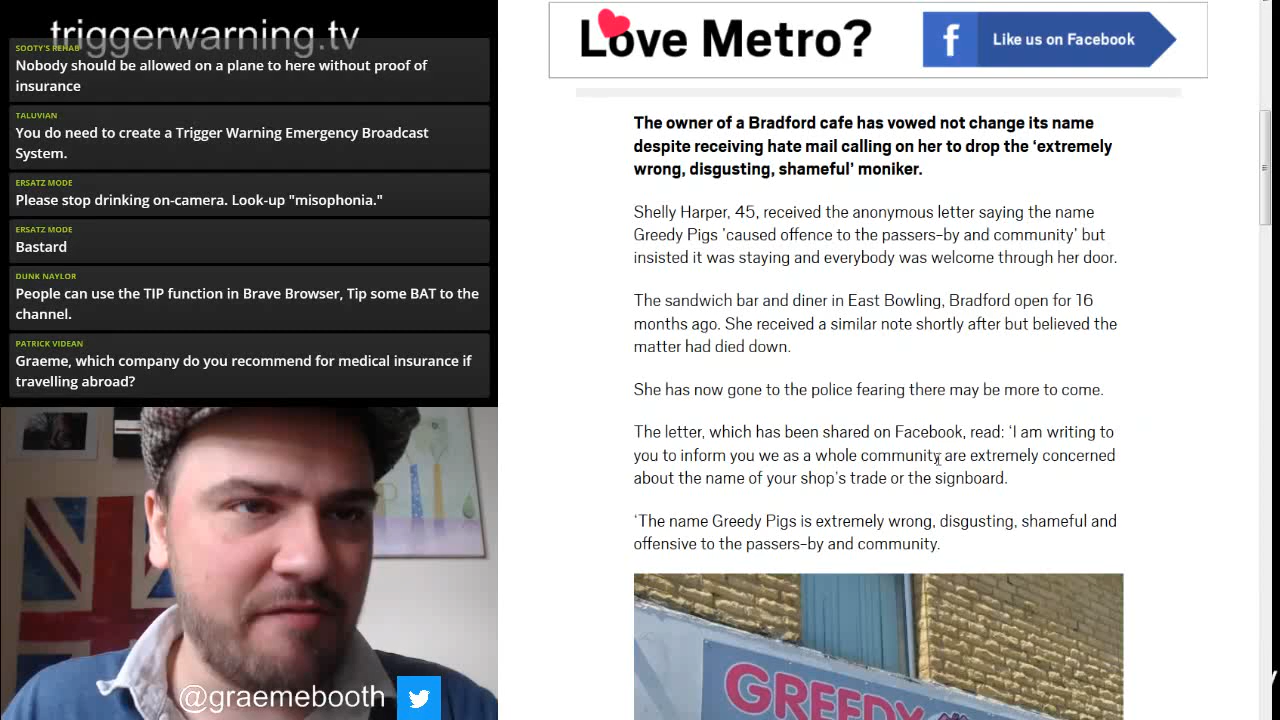 triggerwarning.tv
SOOTY'S REHAB
Nobody should be allowed on a plane to here without proof of
insurance
TALUVIAN
You do need to create a Trigger Warning Emergency Broadcast
System.
ERSATZ MODE
Please stop drinking on-camera. Look-up "misophonia."
ERSATZ MODE
Bastard
DUNK NAYLOR
People can use the TIP function in Brave Browser, Tip some BAT to the
channel.
PATRICK VIDEAN
Graeme, which company do you recommend for medical insurance if
travelling abroad?
@graemebooth
Love Metro?
f Like us on Facebook
The owner of a Bradford cafe has vowed not change its name
despite receiving hate mail calling on her to drop the ‘extremely
wrong, disgusting, shameful’ moniker.
Shelly Harper, 45, received the anonymous letter saying the name
Greedy Pigs 'caused offence to the passers-by and community’ but
insisted it was staying and everybody was welcome through her door.
The sandwich bar and diner in East Bowling, Bradford open for 16
months ago. She received a similar note shortly after but believed the
matter had died down.
She has now gone to the police fearing there may be more to come.
The letter, which has been shared on Facebook, read: ‘I am writing to
you to inform you we as a whole community are extremely concerned
about the name of your shop’s trade or the signboard.
‘The name Greedy Pigs is extremely wrong, disgusting, shameful and
offensive to the passers-by and community.
GREEDY